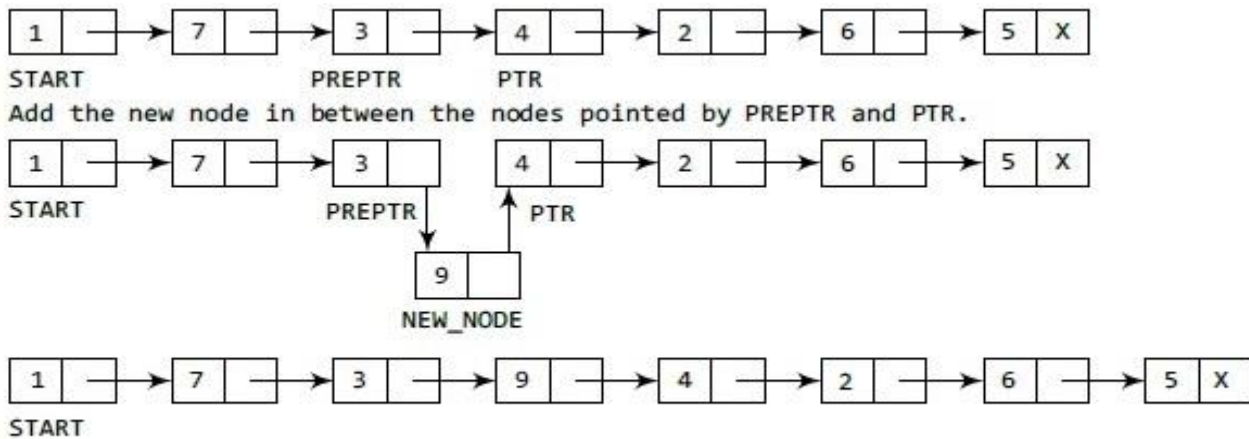 1 7 3 4 2 6 5 X
START PREPTR PTR
Add the new node in between the nodes pointed by PREPTR and PTR.
1 7 3 4 2 6 5 X
START PREPTR PTR
9
NEW_NODE
1 7 3 9 4 2 6 5 X
START